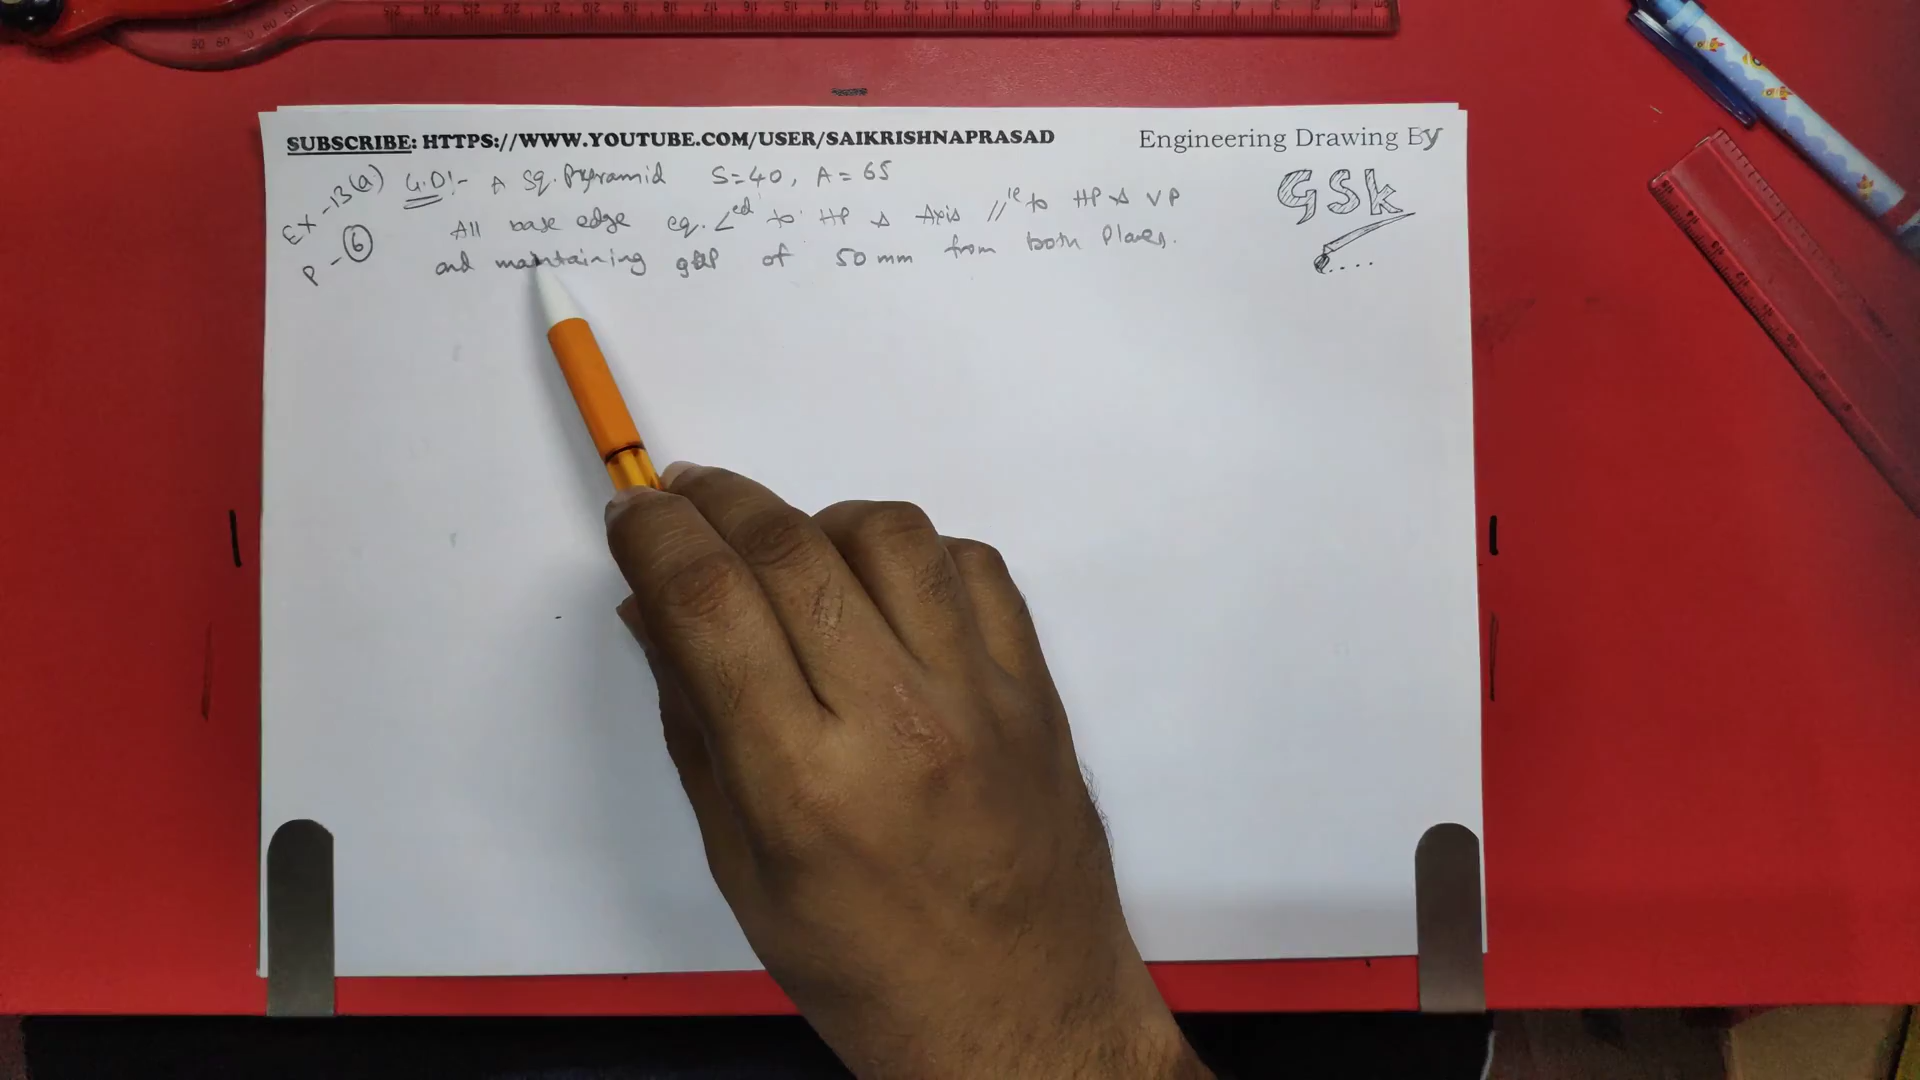 SUBSCRIBE: HTTPS://WWW.YOUTUBE.COM/USER/SAIKRISHNAPRASAD
Engineering Drawing By
GSK
Ex-13(a)
P-6
G.D:- A Sq. Pyramid S=40, A=65
All base edge eq. ∠ed to HP & Axis //le to HP & VP
and maintaining gap of 50 mm from both Planes.